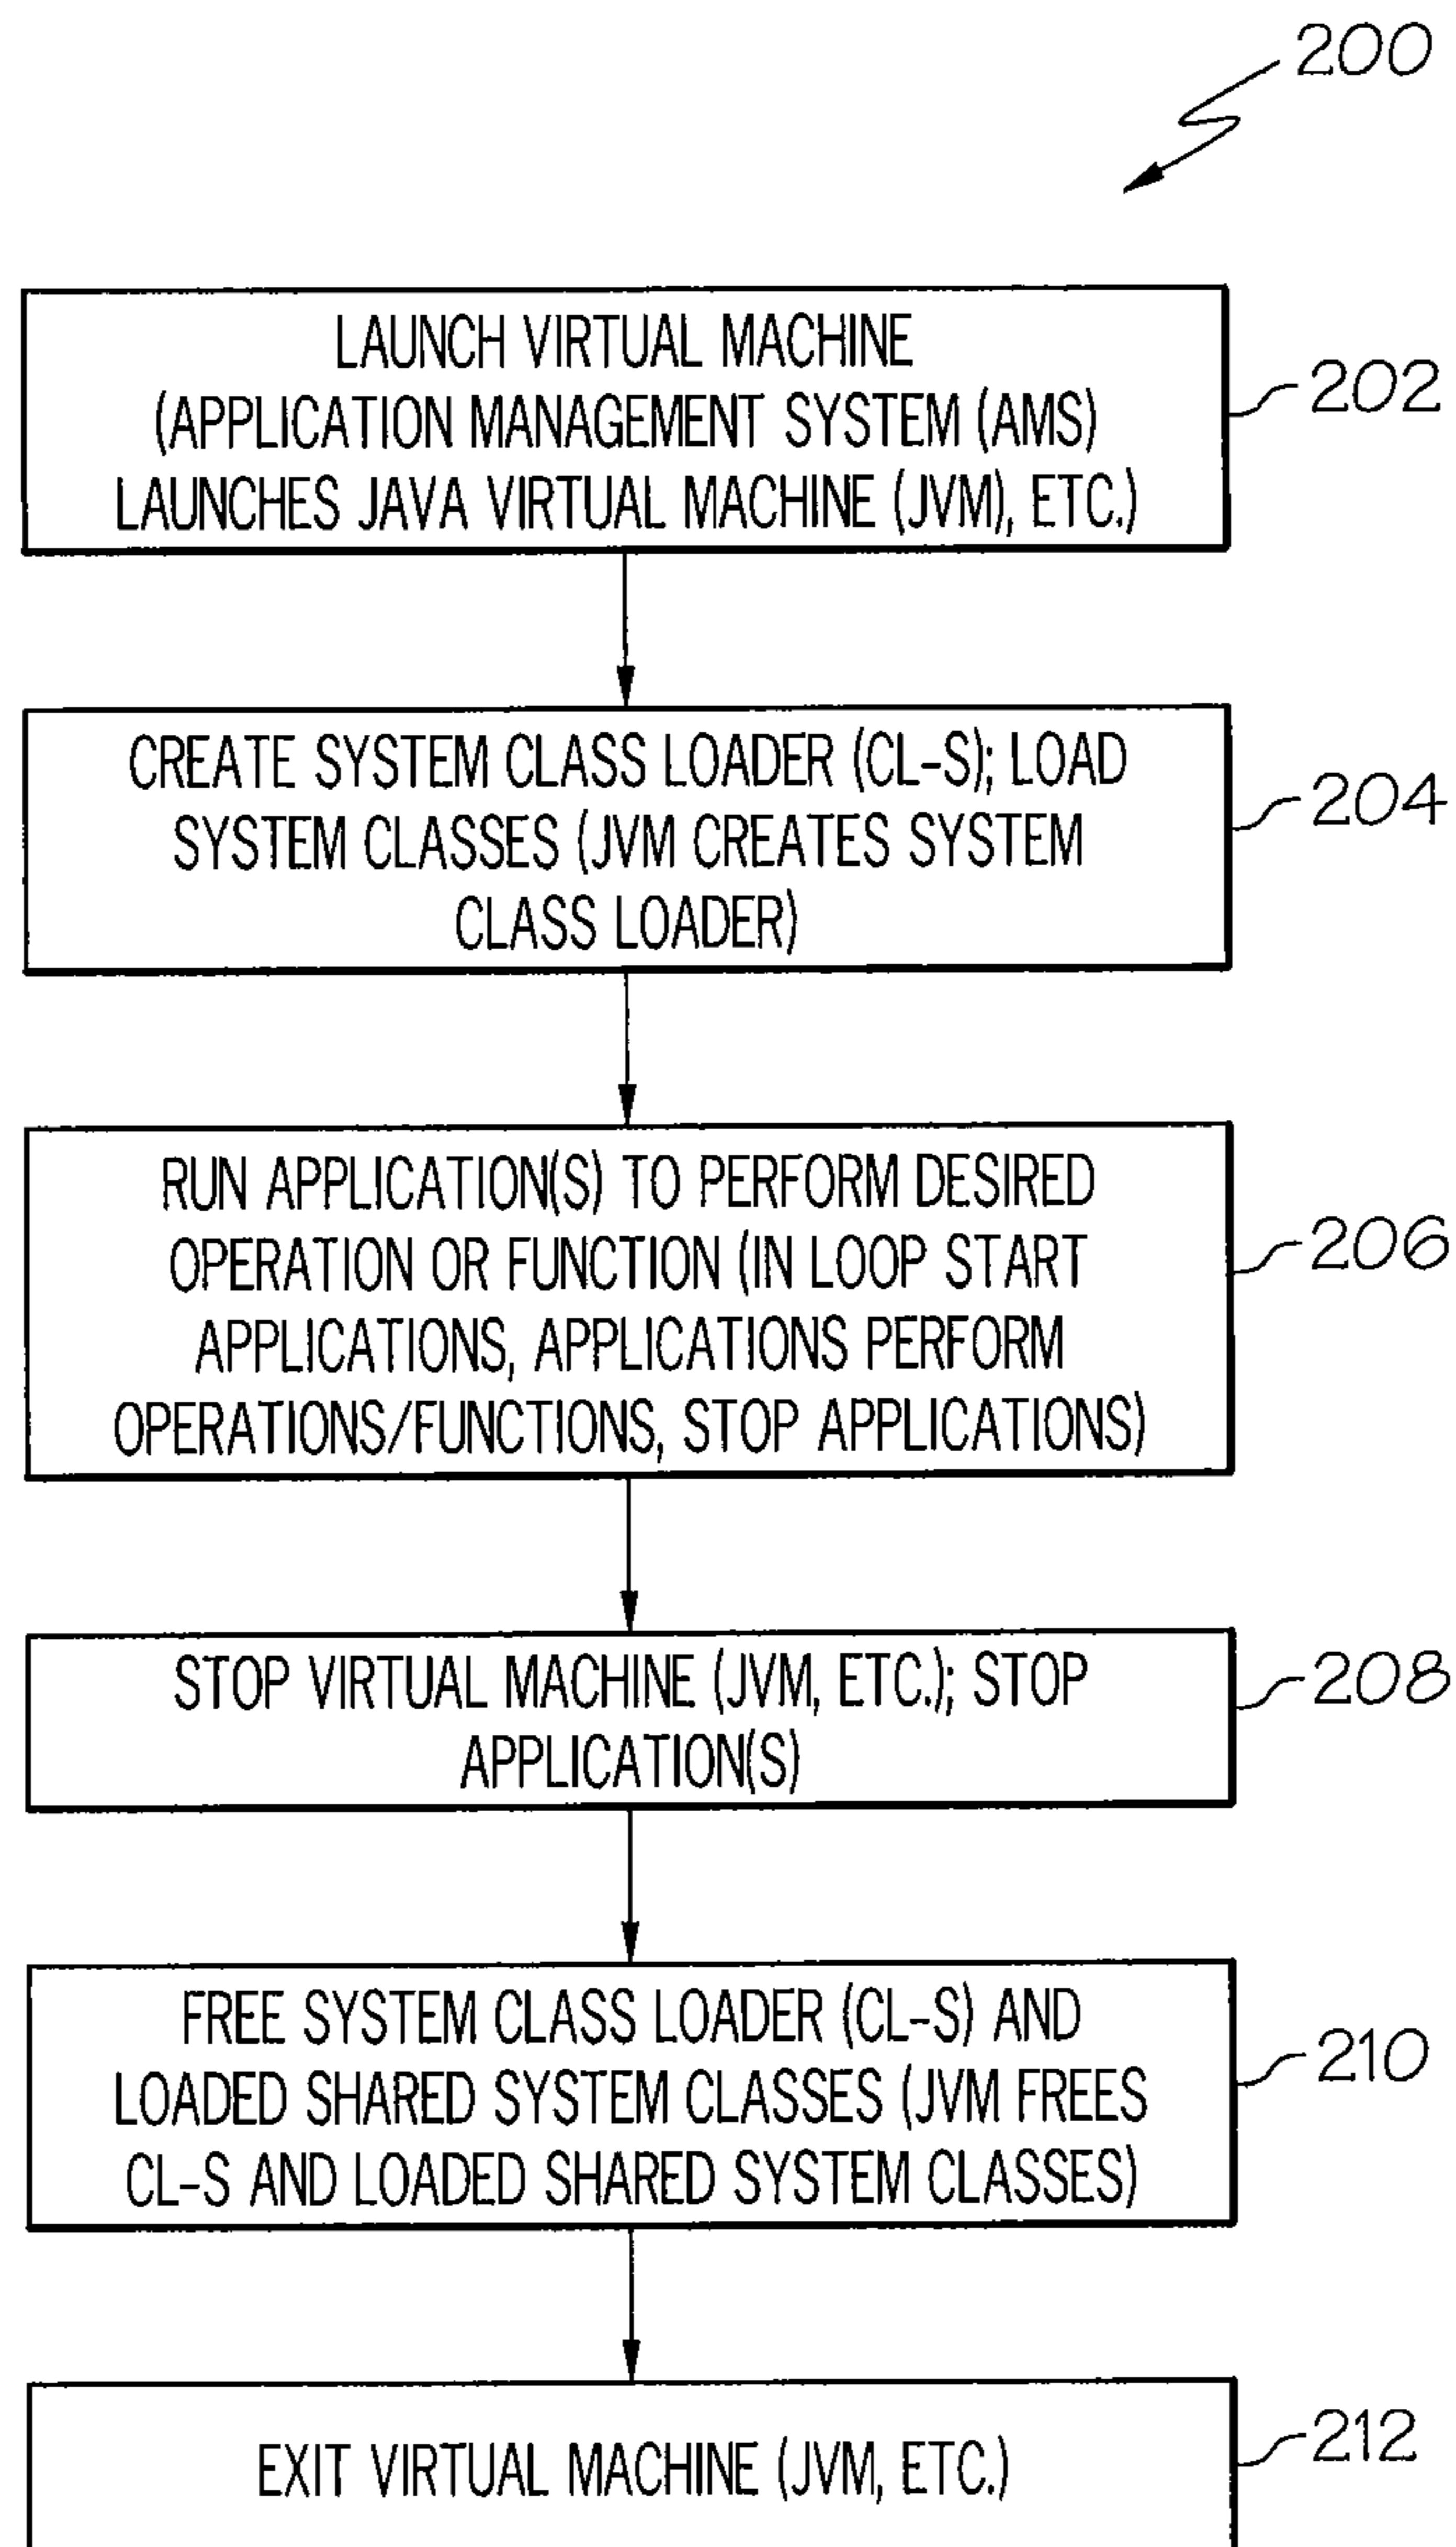 200
LAUNCH VIRTUAL MACHINE
(APPLICATION MANAGEMENT SYSTEM (AMS)
LAUNCHES JAVA VIRTUAL MACHINE (JVM), ETC.)
202
CREATE SYSTEM CLASS LOADER (CL-S); LOAD
SYSTEM CLASSES (JVM CREATES SYSTEM
CLASS LOADER)
204
RUN APPLICATION(S) TO PERFORM DESIRED
OPERATION OR FUNCTION (IN LOOP START
APPLICATIONS, APPLICATIONS PERFORM
OPERATIONS/FUNCTIONS, STOP APPLICATIONS)
206
STOP VIRTUAL MACHINE (JVM, ETC.); STOP
APPLICATION(S)
208
FREE SYSTEM CLASS LOADER (CL-S) AND
LOADED SHARED SYSTEM CLASSES (JVM FREES
CL-S AND LOADED SHARED SYSTEM CLASSES)
210
EXIT VIRTUAL MACHINE (JVM, ETC.)
212